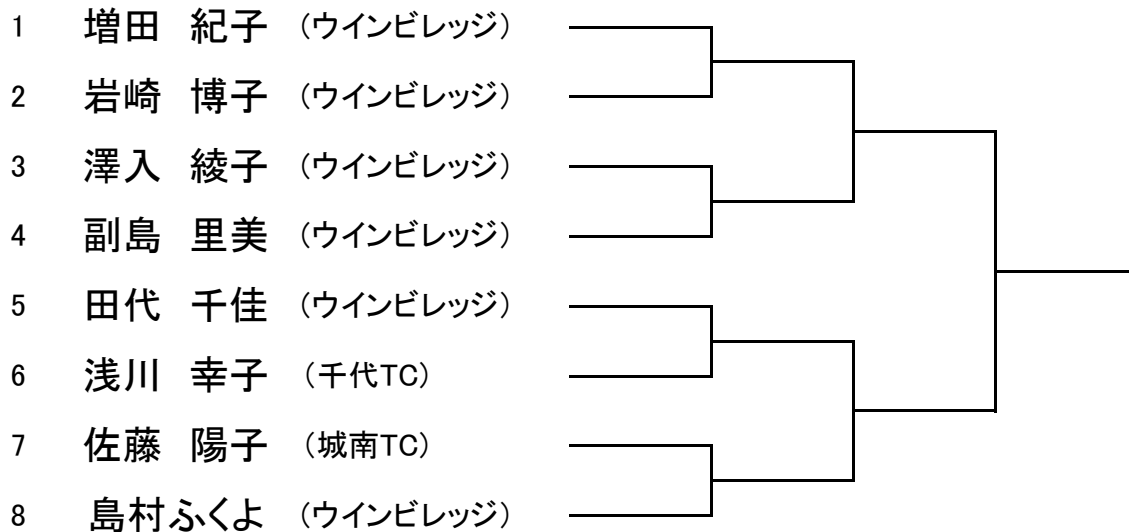 1 増田 紀子 (ウインビレッジ)
2 岩崎 博子 (ウインビレッジ)
3 澤入 綾子 (ウインビレッジ)
4 副島 里美 (ウインビレッジ)
5 田代 千佳 (ウインビレッジ)
6 浅川 幸子 (千代TC)
7 佐藤 陽子 (城南TC)
8 島村ふくよ (ウインビレッジ)